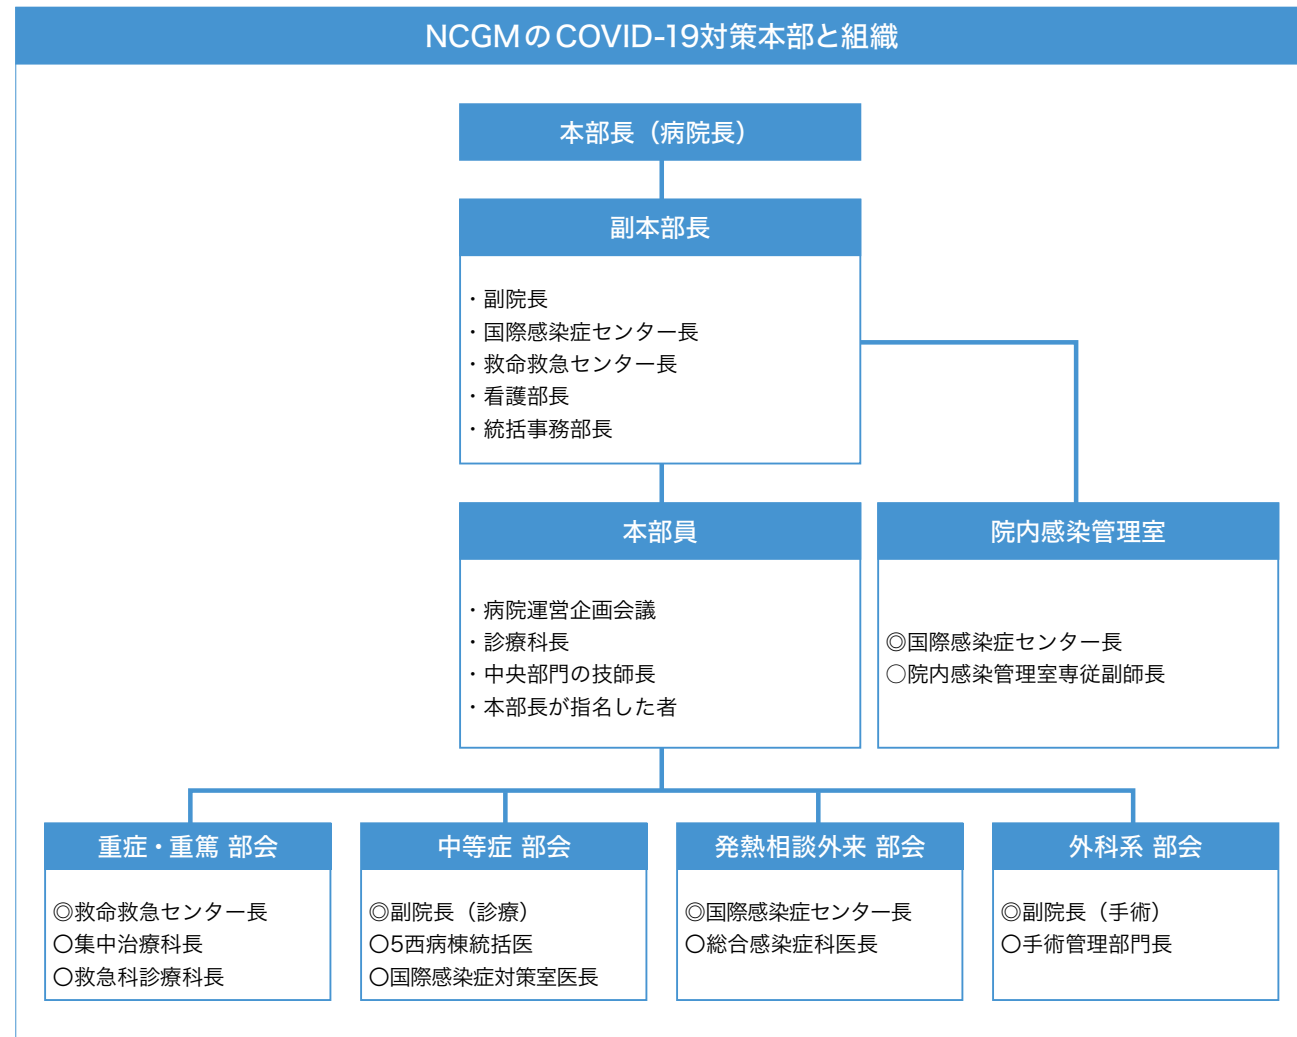 NCGMのCOVID-19対策本部と組織
本部長（病院長）
副本部長
・副院長
・国際感染症センター長
・救命救急センター長
・看護部長
・統括事務部長
本部員
・病院運営企画会議
・診療科長
・中央部門の技師長
・本部長が指名した者
院内感染管理室
◎国際感染症センター長
○院内感染管理室専従副師長
重症・重篤 部会
◎救命救急センター長
○集中治療科長
○救急科診療科長
中等症 部会
◎副院長（診療）
○5西病棟統括医
○国際感染症対策室医長
発熱相談外来 部会
◎国際感染症センター長
○総合感染症科医長
外科系 部会
◎副院長（手術）
○手術管理部門長